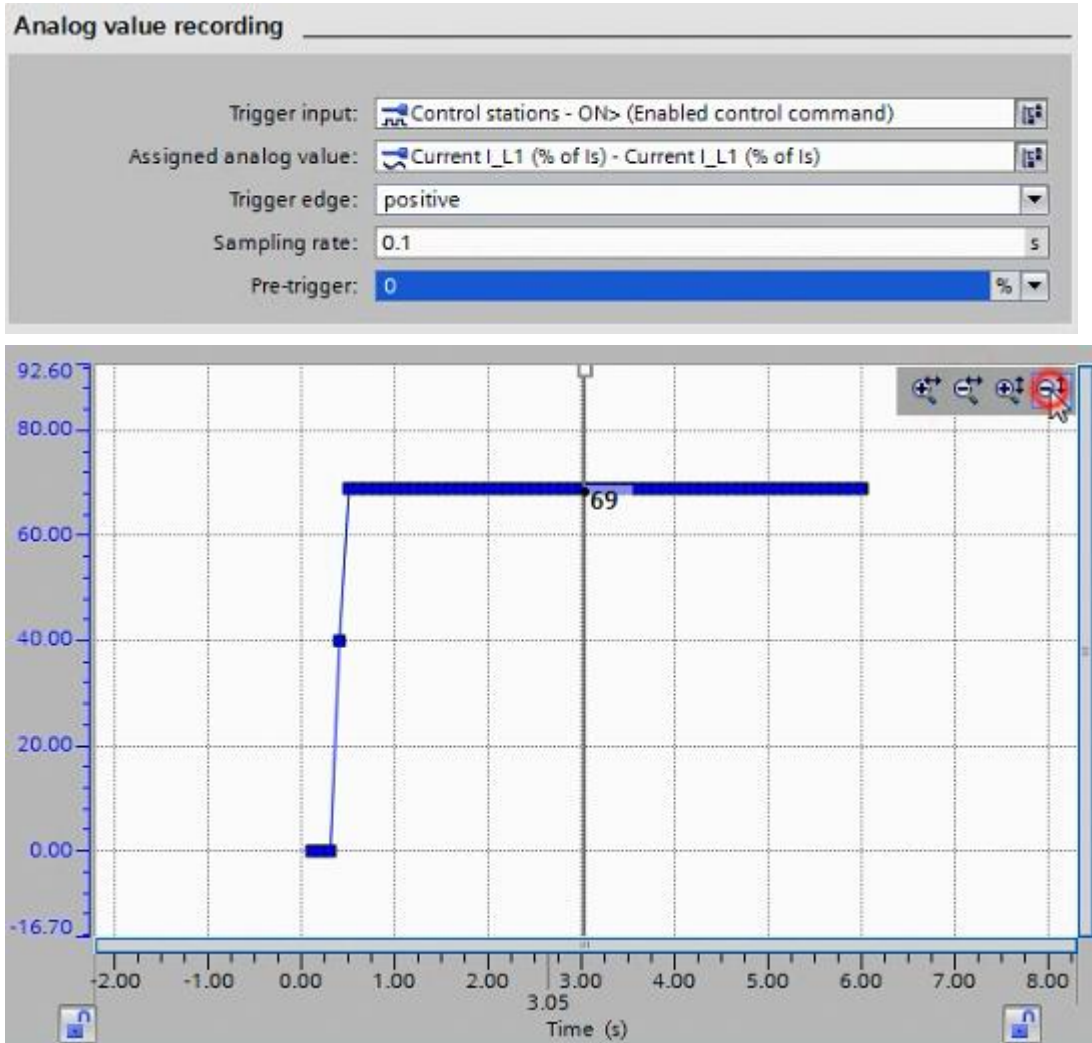 Analog value recording
Trigger input: Control stations - ON> (Enabled control command)
Assigned analog value: Current I_L1 (% of Is) - Current I_L1 (% of Is)
Trigger edge: positive
Sampling rate: 0.1 s
Pre-trigger: 0 %
92.60
80.00
69
60.00
40.00
20.00
0.00
-16.70
-2.00 -1.00 0.00 1.00 2.00 3.00 4.00 5.00 6.00 7.00 8.00
3.05
Time (s)